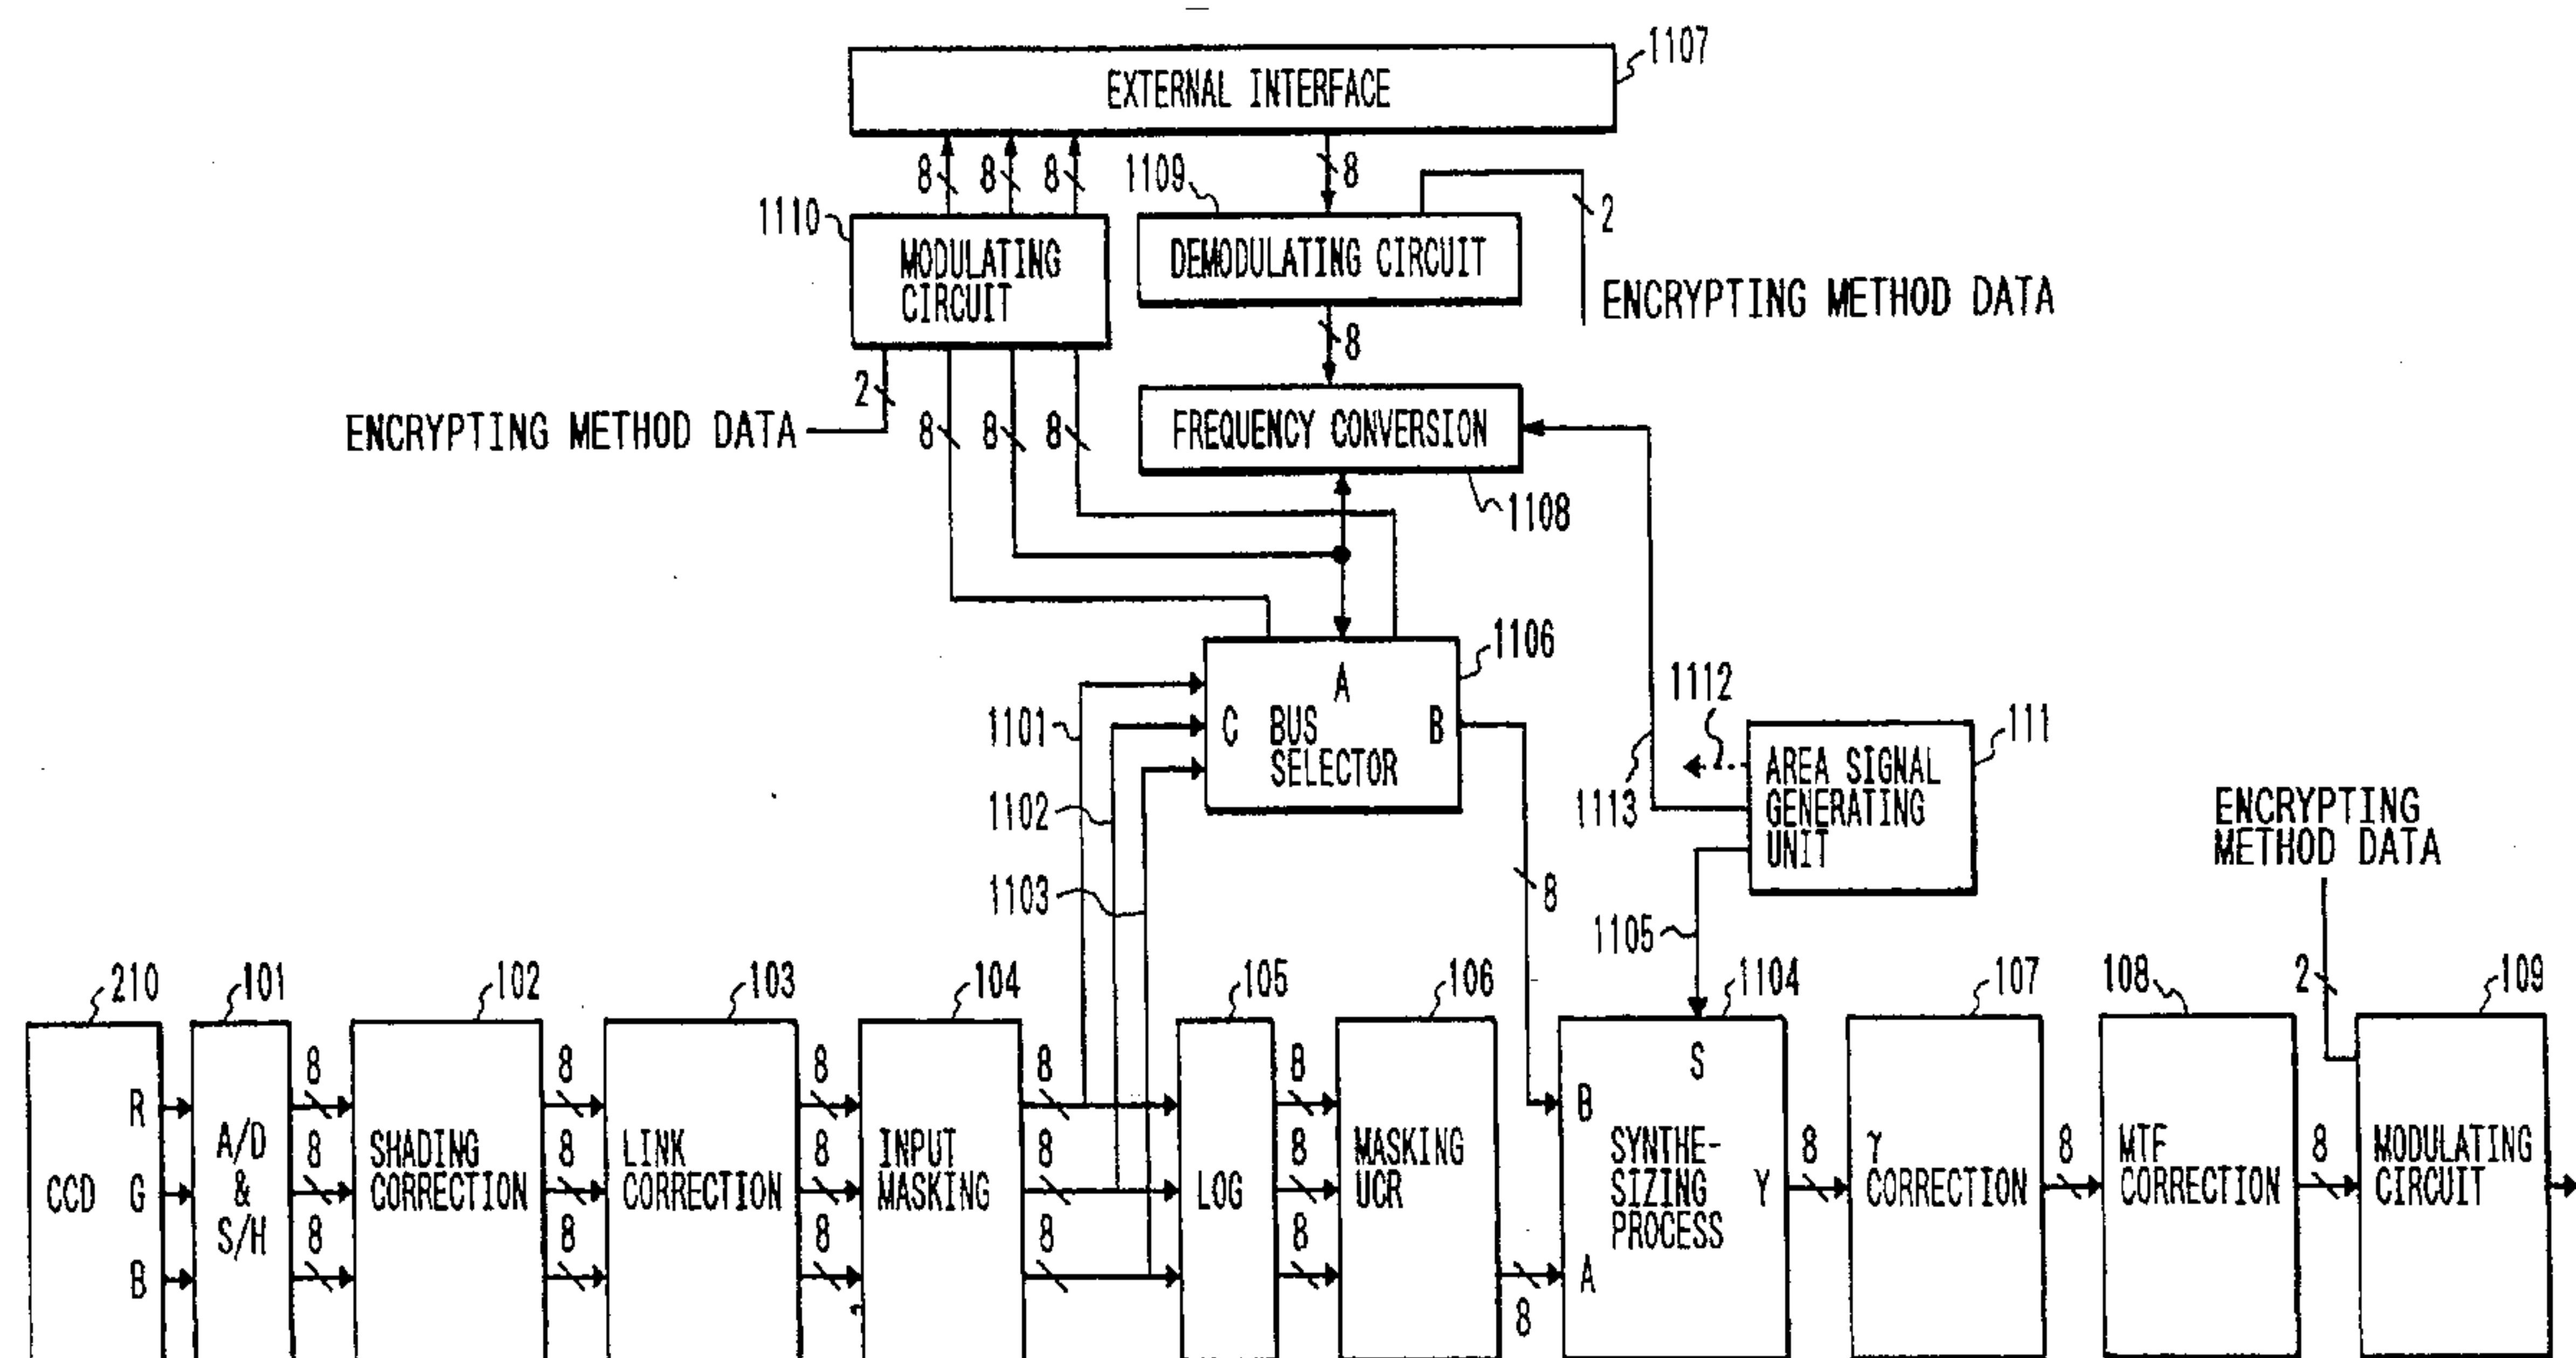 1107
EXTERNAL INTERFACE
8 8 8 8
1109
2
1110
MODULATING
CIRCUIT
DEMODULATING CIRCUIT
ENCRYPTING METHOD DATA
8
2
ENCRYPTING METHOD DATA
8 8 8
FREQUENCY CONVERSION
1108
1106
A
1112
1101
C BUS
SELECTOR
B
111
AREA SIGNAL
GENERATING
UNIT
1113
1102
ENCRYPTING
METHOD DATA
8
1103
1105
210 101 102 103 104 105 106 1104 107 108 2 109
CCD
R
G
B
A/D
&
S/H
8
8
8
SHADING
CORRECTION
8
8
8
LINK
CORRECTION
8
8
8
INPUT
MASKING
8
8
8
LOG
8
8
8
MASKING
UCR
8
S
B
A
SYNTHE-
SIZING
PROCESS
Y
8
γ
CORRECTION
8
MTF
CORRECTION
8
MODULATING
CIRCUIT